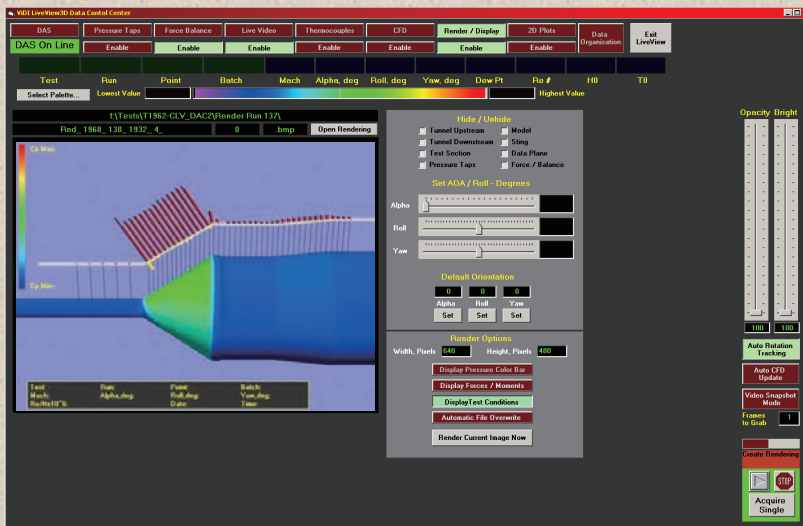 ViDI LiveView3D Data Contol Center
DAS Pressure Taps Force Balance Live Video Thermocouples CFD Render / Display 2D Plots Data Organization Exit LiveView
DAS On Line Enable Enable Enable Enable Enable Enable Enable
Test Run Point Batch Mach Alpha, deg Roll, deg Yaw, deg Dew Pt Re # H0 T0
Select Palette... Lowest Value Highest Value
f:\Tests\T1962-CLV_DAC2\Render Run 137\
Rnd_ 1968_ 138_ 1932_ 4_ 0 .bmp Open Rendering
Cp Max:
Cp Max:
Test: Run: Point: Batch:
Mach: Alpha,deg: Roll,deg: Yaw,deg:
Re/ftx10^6: Date: Time:
Hide / Unhide
Tunnel Upstream Model
Tunnel Downstream Sting
Test Section Data Plane
Pressure Taps Force / Balance
Set AOA / Roll - Degrees
Alpha
Roll
Yaw
Default Orientation
0 0 0
Alpha Roll Yaw
Set Set Set
Render Options
Width, Pixels 640 Height, Pixels 480
Display Pressure Color Bar
Display Forces / Moments
DisplayTest Conditions
Automatic File Overwrite
Render Current Image Now
Opacity Bright
100 100
Auto Rotation
Tracking
Auto CFD
Update
Video Snapshot
Mode
Frames
to Grab 1
Create Rendering
STOP
Acquire
Single